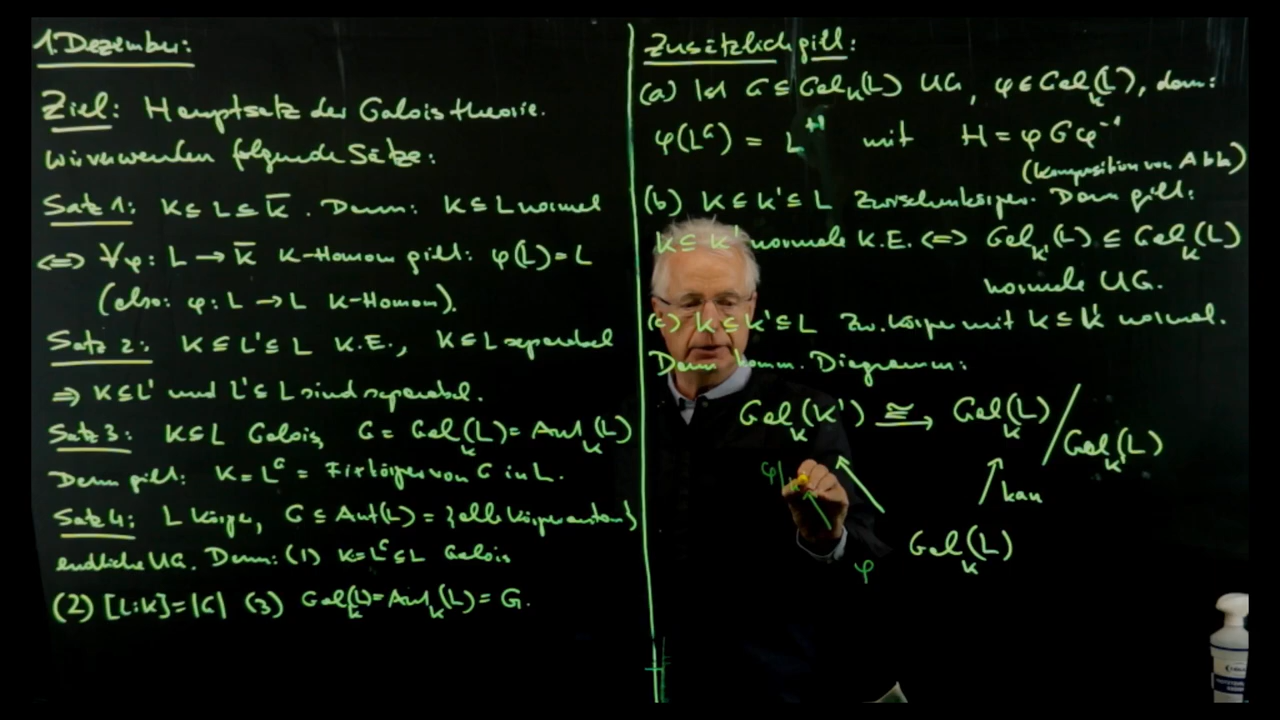 1. Dezember:
Ziel: Hauptsatz der Galoistheorie.
Wir verwenden folgende Sätze:
Satz 1: K ⊆ L ⊆ K̄. Dann: K ⊆ L normal
⇔ ∀φ: L → K̄ K-Homom gilt: φ(L) = L
(also: φ: L → L K-Homom).
Satz 2: K ⊆ L' ⊆ L K.E., K ⊆ L separabel
⇒ K ⊆ L' und L' ⊆ L sind separabel.
Satz 3: K ⊆ L Galois, G = Gal_K(L) = Aut_K(L)
Dann gilt: K = L^G = Fixkörper von G in L.
Satz 4: L Körper, G ⊆ Aut(L) = {alle Körperautom}
endliche UG. Dann: (1) K = L^G ⊆ L Galois
(2) [L:K] = |G| (3) Gal_K(L) = Aut_K(L) = G.
Zusätzlich gilt:
(a) Ist G ⊆ Gal_K(L) UG, φ ∈ Gal_K(L), dann:
φ(L^G) = L^H mit H = φGφ^-1
(Komposition von Abb)
(b) K ⊆ K' ⊆ L Zwischenkörper. Dann gilt:
K ⊆ K' normale K.E. ⇔ Gal_K'(L) ⊆ Gal_K(L)
normale UG.
(c) K ⊆ K' ⊆ L Zw.körper mit K ⊆ K' normal.
Dann komm. Diagramm:
Gal_K(K') ≅→ Gal_K(L) / Gal_K'(L)
φ| ↖ ↖ ↑ kan
φ Gal_K(L)